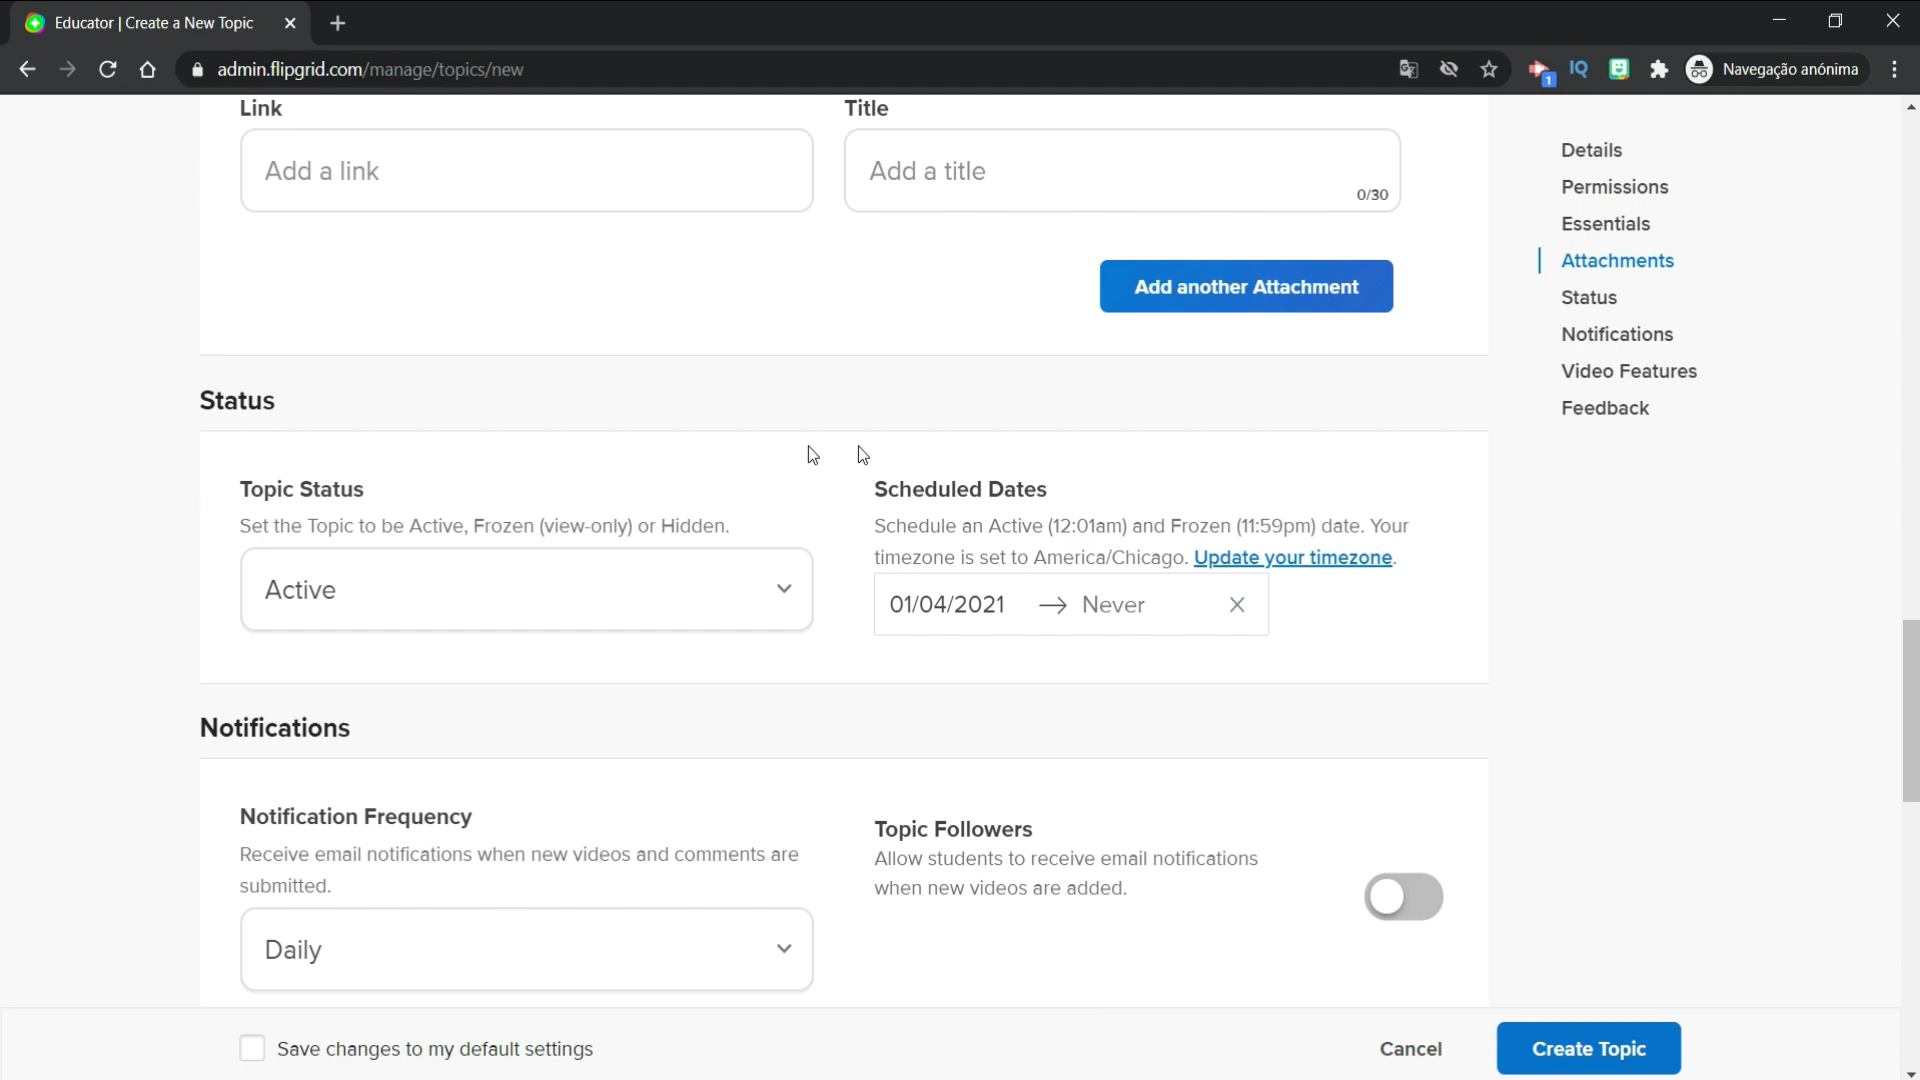 Educator | Create a New Topic
admin.flipgrid.com/manage/topics/new
1
IQ
Navegação anónima
Link
Title
Add a link
Add a title
0/30
Add another Attachment
Details
Permissions
Essentials
Attachments
Status
Notifications
Video Features
Feedback
Status
Topic Status
Set the Topic to be Active, Frozen (view-only) or Hidden.
Active
Scheduled Dates
Schedule an Active (12:01am) and Frozen (11:59pm) date. Your
timezone is set to America/Chicago. Update your timezone.
01/04/2021 → Never
Notifications
Notification Frequency
Receive email notifications when new videos and comments are
submitted.
Daily
Topic Followers
Allow students to receive email notifications
when new videos are added.
Save changes to my default settings
Cancel
Create Topic